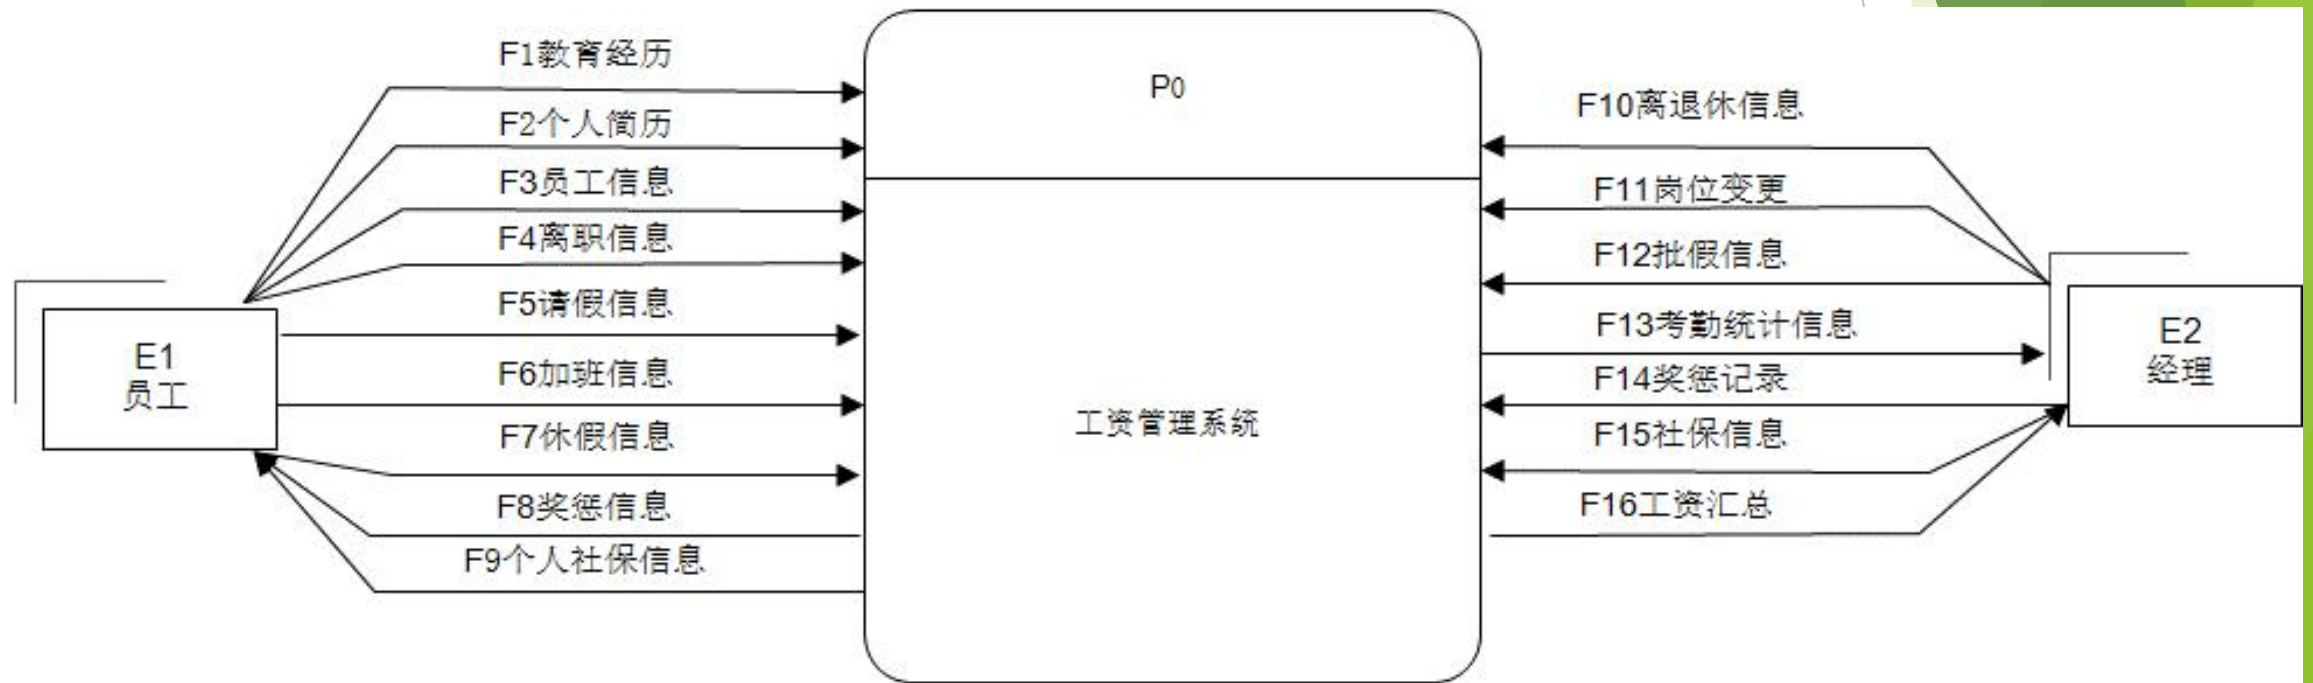 F1教育经历
F2个人简历
F3员工信息
F4离职信息
F5请假信息
F6加班信息
F7休假信息
F8奖惩信息
F9个人社保信息
E1
员工
P0
工资管理系统
F10离退休信息
F11岗位变更
F12批假信息
F13考勤统计信息
F14奖惩记录
F15社保信息
F16工资汇总
E2
经理